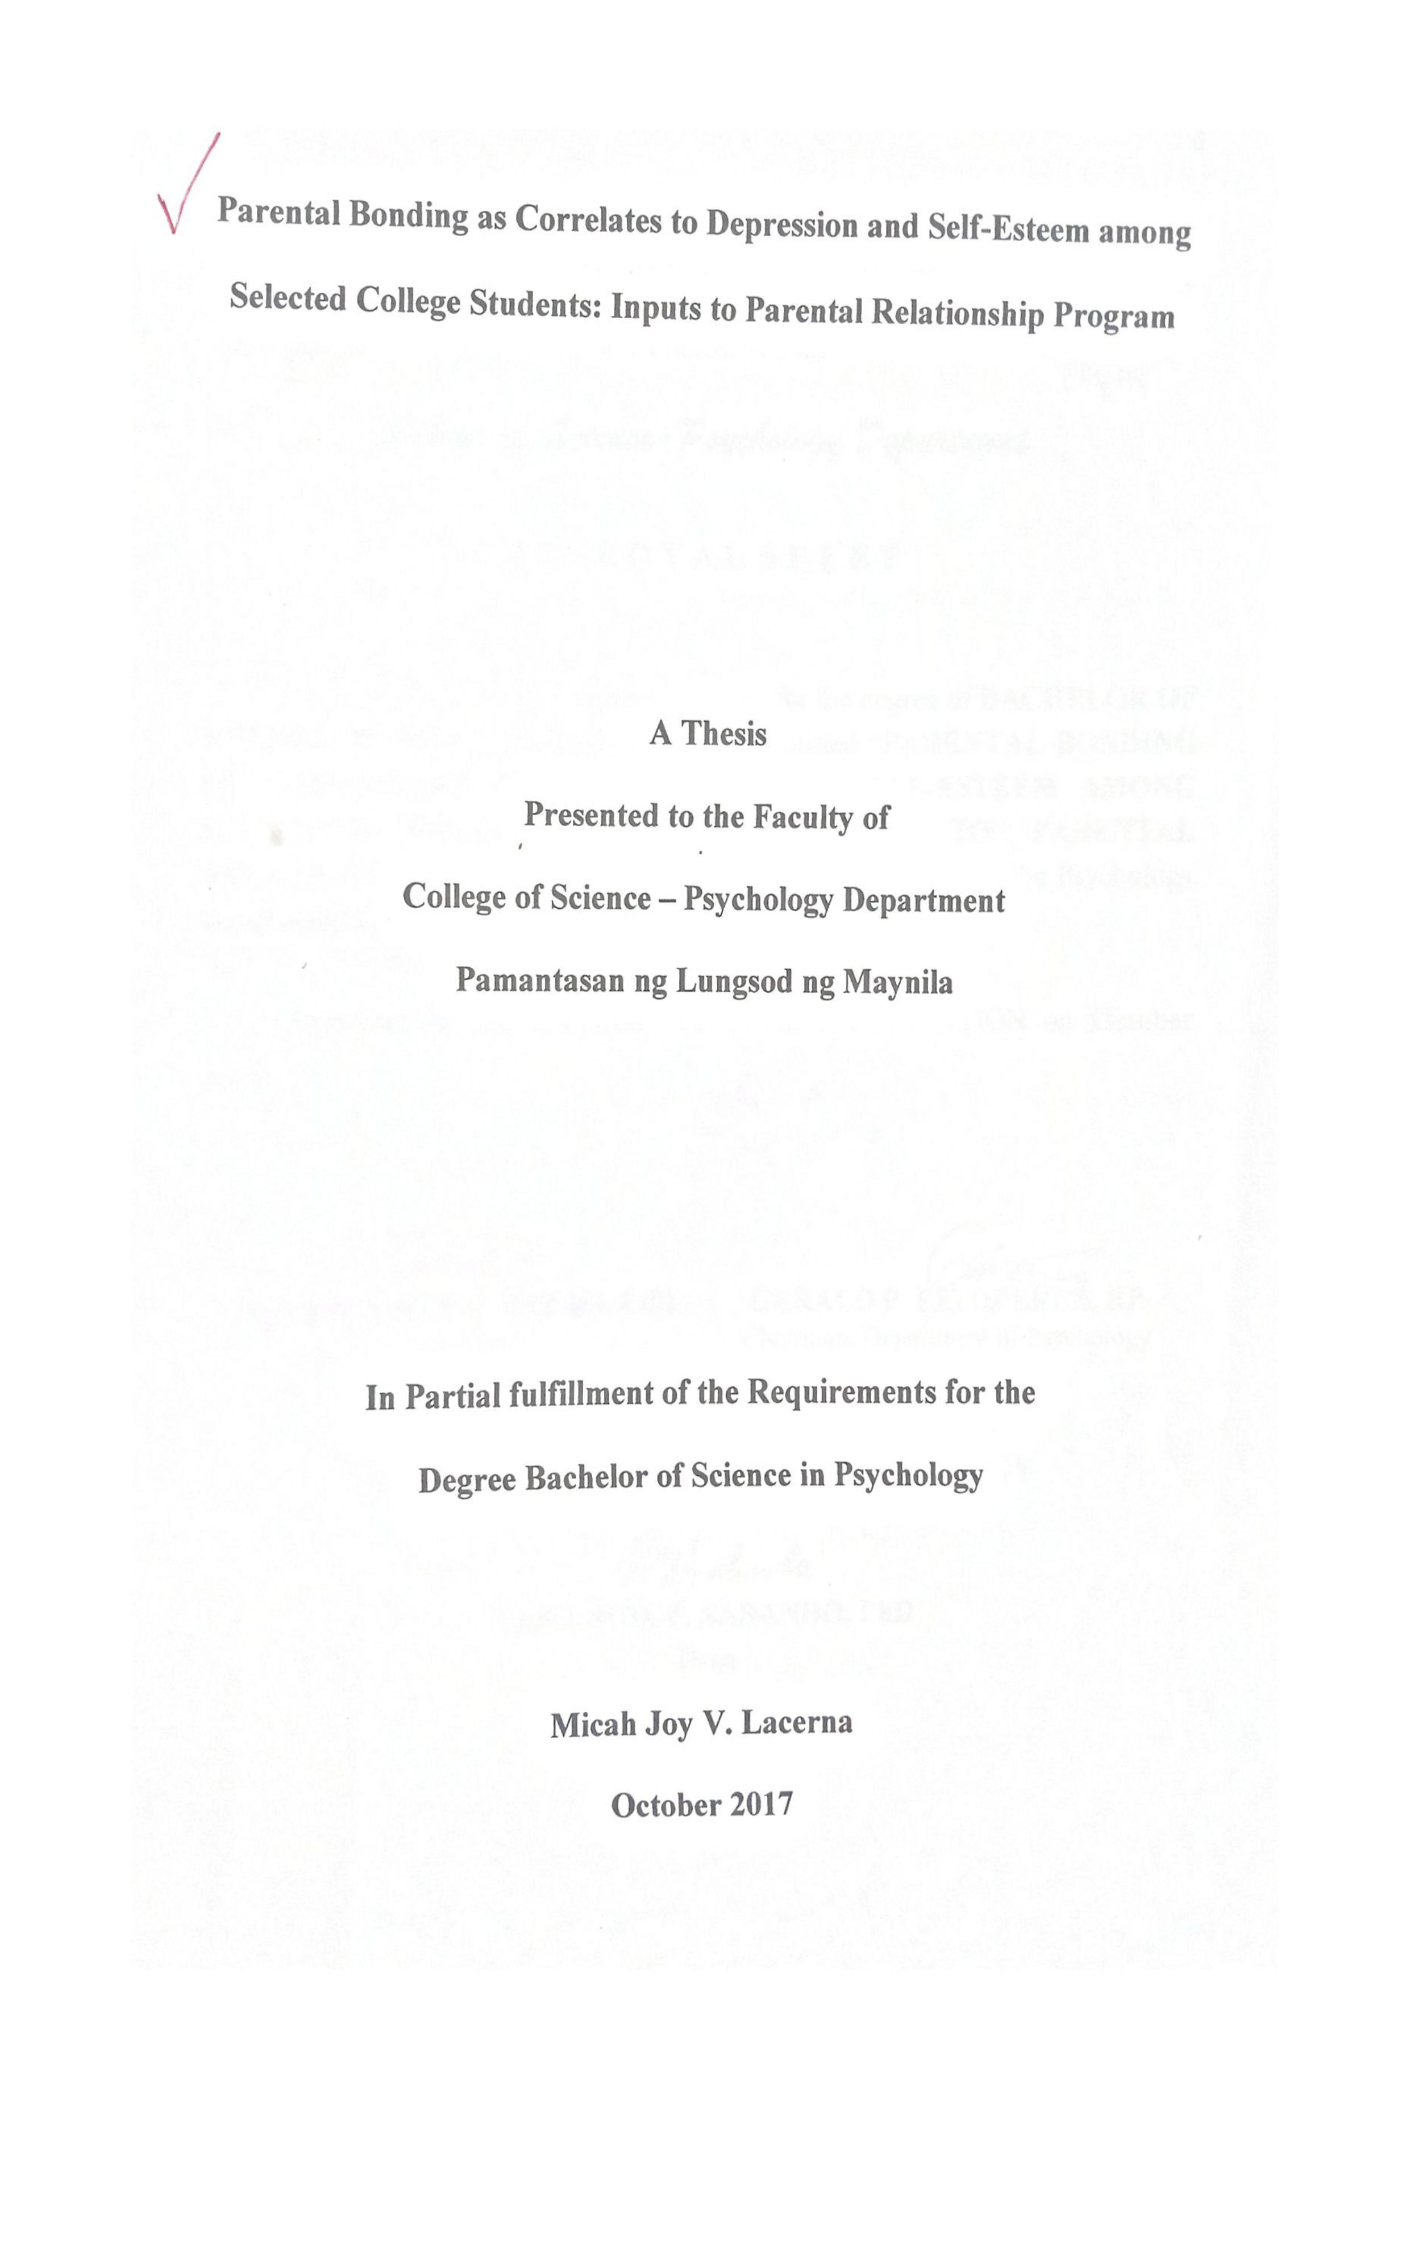 Parental Bonding as Correlates to Depression and Self-Esteem among
Selected College Students: Inputs to Parental Relationship Program
A Thesis
Presented to the Faculty of
College of Science – Psychology Department
Pamantasan ng Lungsod ng Maynila
In Partial fulfillment of the Requirements for the
Degree Bachelor of Science in Psychology
Micah Joy V. Lacerna
October 2017